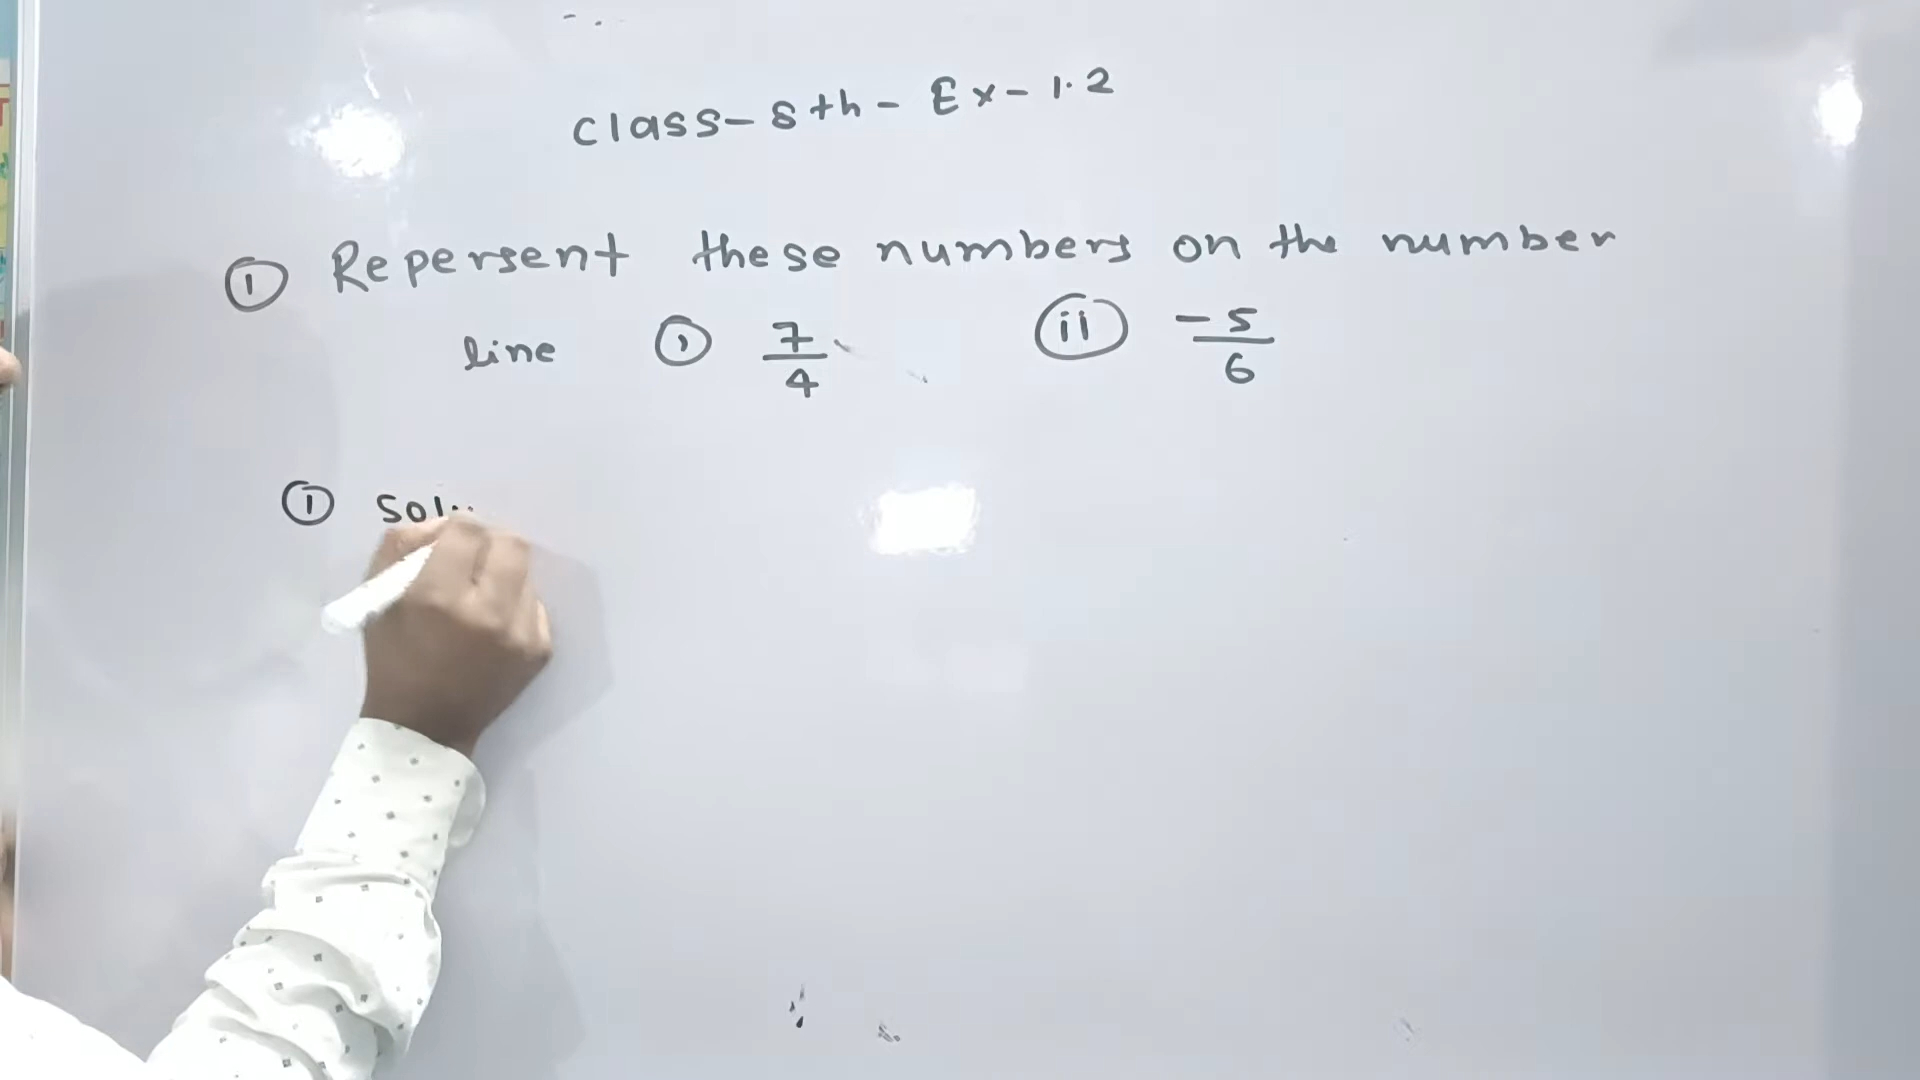 class-8th-Ex-1.2
① Repersent these numbers on the number
line ① 7/4 ⓘⓘ -5/6
① Sol